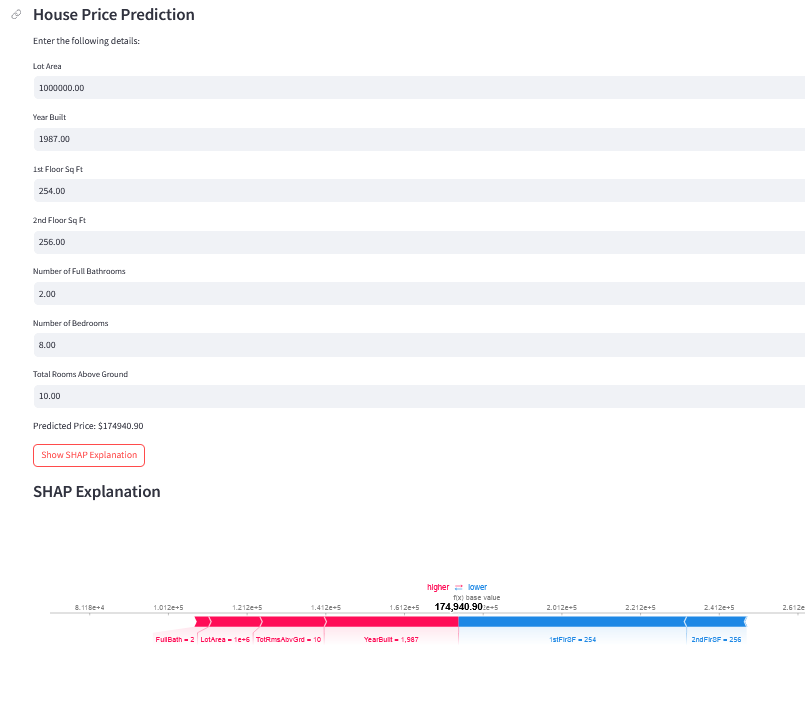 House Price Prediction
Enter the following details:
Lot Area
1000000.00
Year Built
1987.00
1st Floor Sq Ft
254.00
2nd Floor Sq Ft
256.00
Number of Full Bathrooms
2.00
Number of Bedrooms
8.00
Total Rooms Above Ground
10.00
Predicted Price: $174940.90
Show SHAP Explanation
SHAP Explanation
higher ⇄ lower
f(x) base value
8.118e+4 1.012e+5 1.212e+5 1.412e+5 1.612e+5 174,940.90 2e+5 2.012e+5 2.212e+5 2.412e+5 2.612e
FullBath = 2 LotArea = 1e+6 TotRmsAbvGrd = 10 YearBuilt = 1,987 1stFlrSF = 254 2ndFlrSF = 256